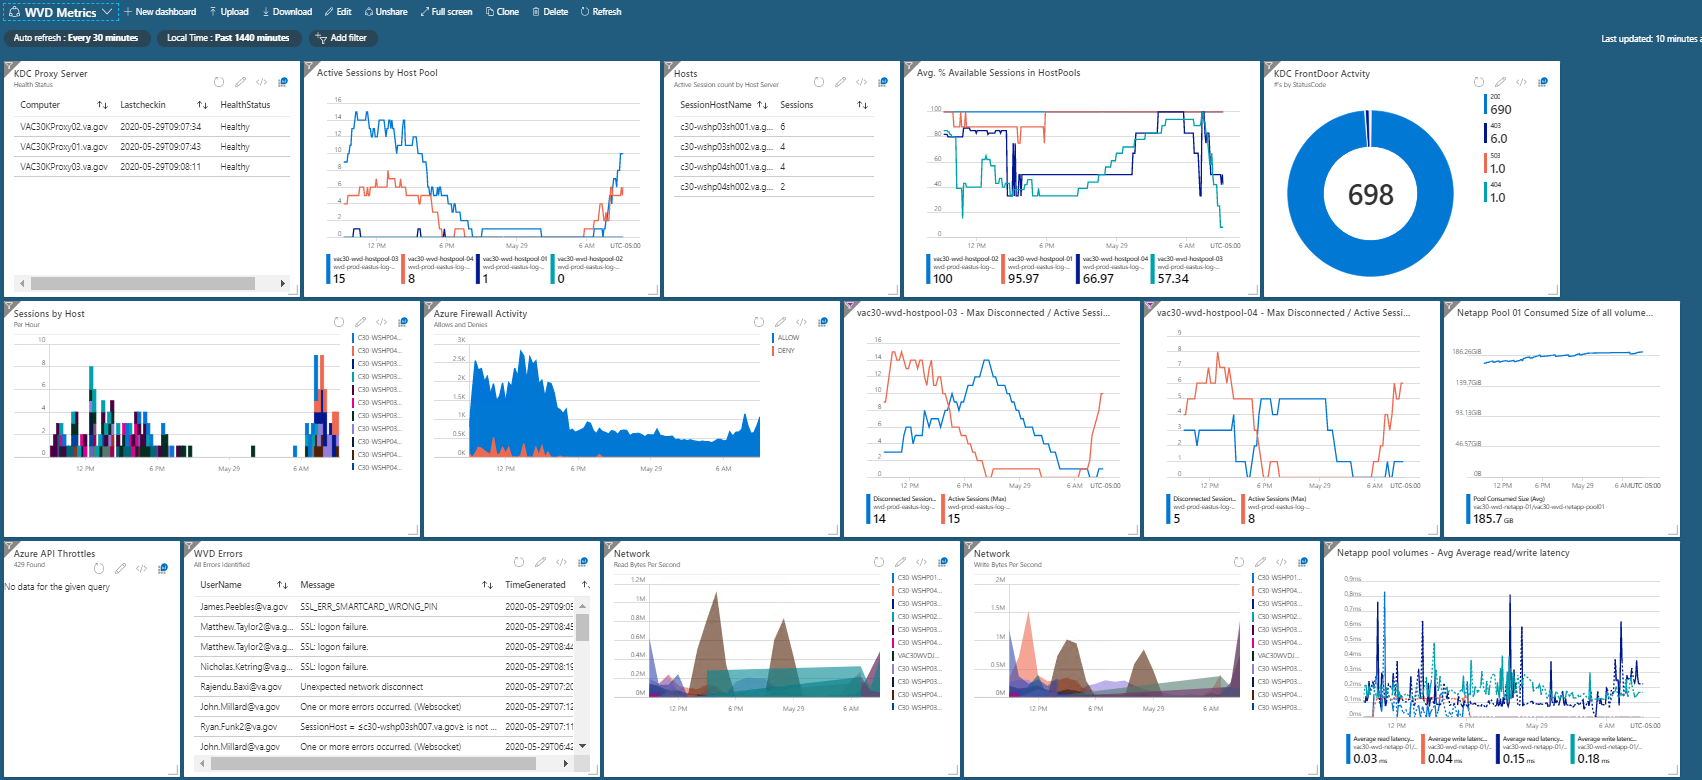 WVD Metrics
New dashboard
Upload
Download
Edit
Unshare
Full screen
Clone
Delete
Refresh
Auto refresh : Every 30 minutes
Local Time : Past 1440 minutes
Add filter
Last updated: 10 minutes a
KDC Proxy Server
Health Status
Computer Lastcheckin HealthStatus
VAC30KProxy02.va.gov 2020-05-29T09:07:34 Healthy
VAC30KProxy01.va.gov 2020-05-29T09:07:43 Healthy
VAC30KProxy03.va.gov 2020-05-29T09:08:11 Healthy
Active Sessions by Host Pool
16
14
12
10
8
6
4
2
0
12 PM 6 PM May 29 6 AM UTC-05:00
vac30-wvd-hostpool-03 vac30-wvd-hostpool-04 vac30-wvd-hostpool-01 vac30-wvd-hostpool-02
wvd-prod-eastus-log-... wvd-prod-eastus-log-... wvd-prod-eastus-log-... wvd-prod-eastus-log-...
15 8 1 0
Hosts
Active Session count by Host Server
SessionHostName Sessions
c30-wshp03sh001.va.g... 6
c30-wshp03sh002.va.g... 4
c30-wshp04sh001.va.g... 4
c30-wshp04sh002.va.g... 2
Avg. % Available Sessions in HostPools
100
80
60
40
20
0
12 PM 6 PM May 29 6 AM UTC-05:00
vac30-wvd-hostpool-02 vac30-wvd-hostpool-01 vac30-wvd-hostpool-04 vac30-wvd-hostpool-03
wvd-prod-eastus-log-... wvd-prod-eastus-log-... wvd-prod-eastus-log-... wvd-prod-eastus-log-...
100 95.97 66.97 57.34
KDC FrontDoor Actvity
#'s by StatusCode
698
200
690
403
6.0
503
1.0
404
1.0
Sessions by Host
Per Hour
10
8
6
4
2
0
12 PM 6 PM May 29 6 AM
C30-WSHP04...
C30-WSHP04...
C30-WSHP03...
C30-WSHP03...
C30-WSHP03...
C30-WSHP03...
C30-WSHP03...
C30-WSHP03...
C30-WSHP04...
C30-WSHP04...
C30-WSHP04...
Azure Firewall Activity
Allows and Denies
3K
2.5K
2K
1.5K
1K
0.5K
0K
12 PM 6 PM May 29 6 AM
ALLOW
DENY
vac30-wvd-hostpool-03 - Max Disconnected / Active Sessi...
16
14
12
10
8
6
4
2
0
12 PM 6 PM May 29 6 AM UTC-05:00
Disconnected Session... Active Sessions (Max)
wvd-prod-eastus-log-... wvd-prod-eastus-log-...
14 15
vac30-wvd-hostpool-04 - Max Disconnected / Active Sessi...
9
8
7
6
5
4
3
2
1
0
12 PM 6 PM May 29 6 AM UTC-05:00
Disconnected Session... Active Sessions (Max)
wvd-prod-eastus-log-... wvd-prod-eastus-log-...
5 8
Netapp Pool 01 Consumed Size of all volume...
186.26GiB
139.7GiB
93.13GiB
46.57GiB
0B
12 PM 6 PM May 29 6 AM UTC-05:00
Pool Consumed Size (Avg)
vac30-wvd-netapp-01/vac30-wvd-netapp-pool01
185.7 GB
Azure API Throttles
429 Found
No data for the given query
WVD Errors
All Errors Identified
UserName Message TimeGenerated
James.Peebles@va.gov SSL_ERR_SMARTCARD_WRONG_PIN 2020-05-29T09:05
Matthew.Taylor2@va.g... SSL: logon failure. 2020-05-29T08:45
Matthew.Taylor2@va.g... SSL: logon failure. 2020-05-29T08:44
Nicholas.Ketring@va.g... SSL: logon failure. 2020-05-29T08:19
Rajendu.Baxi@va.gov Unexpected network disconnect 2020-05-29T07:20
John.Millard@va.gov One or more errors occurred. (Websocket) 2020-05-29T07:12
Ryan.Funk2@va.gov SessionHost = ≤c30-wshp03sh007.va.gov≥ is not ... 2020-05-29T07:11
John.Millard@va.gov One or more errors occurred. (Websocket) 2020-05-29T06:42
Network
Read Bytes Per Second
1.2M
1M
0.8M
0.6M
0.4M
0.2M
0M
12 PM 6 PM May 29 6 AM
C30-WSHP01...
C30-WSHP04...
C30-WSHP03...
C30-WSHP02...
C30-WSHP03...
C30-WSHP04...
VAC30WVDJ...
C30-WSHP03...
C30-WSHP04...
C30-WSHP03...
Network
Write Bytes Per Second
2M
1.5M
1M
0.5M
0M
12 PM 6 PM May 29 6 AM
C30-WSHP01...
C30-WSHP04...
C30-WSHP03...
C30-WSHP02...
C30-WSHP03...
C30-WSHP04...
VAC30WVDJ...
C30-WSHP03...
C30-WSHP04...
C30-WSHP03...
Netapp pool volumes - Avg Average read/write latency
0.9ms
0.8ms
0.7ms
0.6ms
0.5ms
0.4ms
0.3ms
0.2ms
0.1ms
0ms
12 PM 6 PM May 29 6 AM UTC-05:00
Average read latency... Average write latenc... Average read latency... Average write latenc...
vac30-wvd-netapp-01/... vac30-wvd-netapp-01/... vac30-wvd-netapp-01/... vac30-wvd-netapp-01/...
0.03 ms 0.04 ms 0.15 ms 0.18 ms